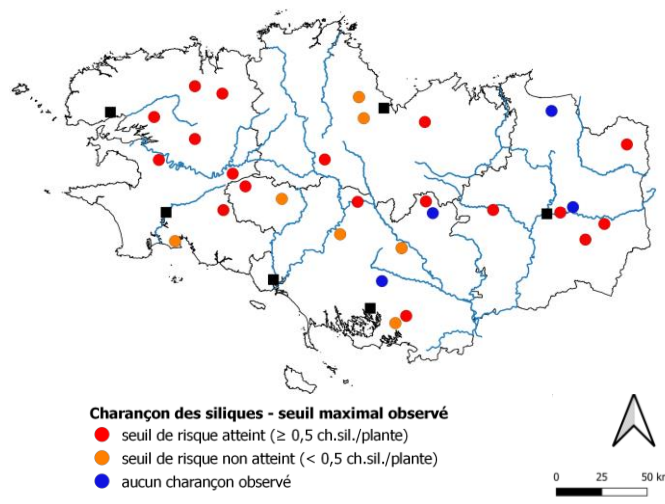 Charançon des siliques - seuil maximal observé
seuil de risque atteint (≥ 0,5 ch.sil./plante)
seuil de risque non atteint (< 0,5 ch.sil./plante)
aucun charançon observé
0 25 50 km